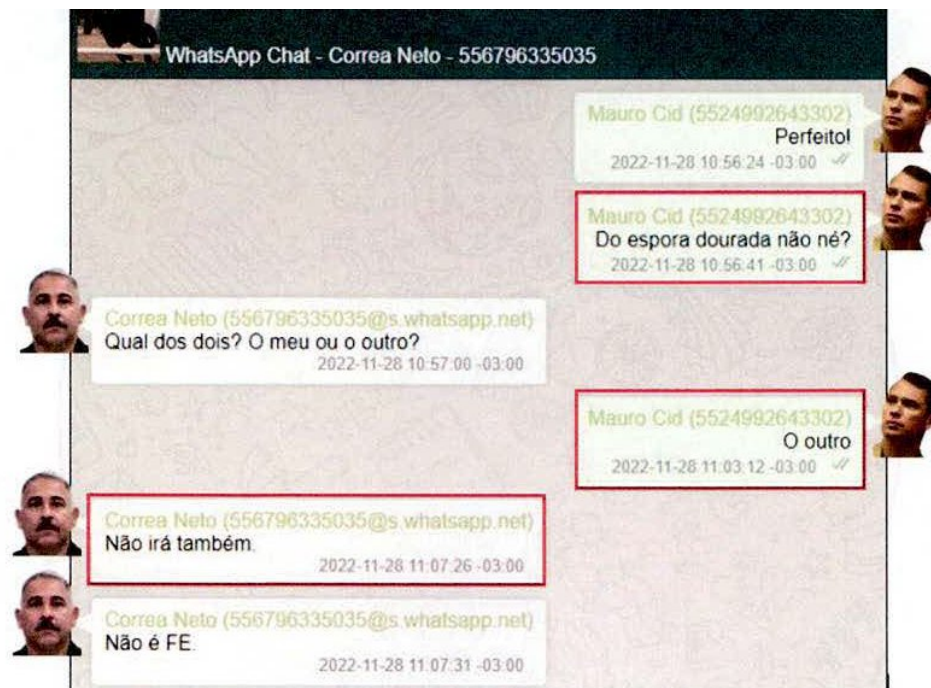 WhatsApp Chat - Correa Neto - 556796335035
Mauro Cid (5524992643302)
Perfeito!
2022-11-28 10:56:24 -03:00
Mauro Cid (5524992643302)
Do espora dourada não né?
2022-11-28 10:56:41 -03:00
Correa Neto (556796335035@s.whatsapp.net)
Qual dos dois? O meu ou o outro?
2022-11-28 10:57:00 -03:00
Mauro Cid (5524992643302)
O outro
2022-11-28 11:03:12 -03:00
Correa Neto (556796335035@s.whatsapp.net)
Não irá também.
2022-11-28 11:07:26 -03:00
Correa Neto (556796335035@s.whatsapp.net)
Não é FE.
2022-11-28 11:07:31 -03:00